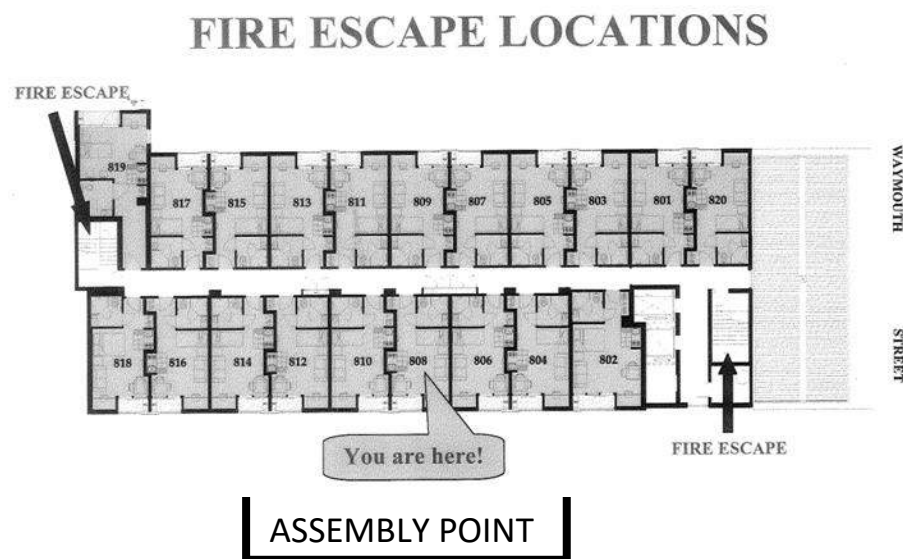 FIRE ESCAPE LOCATIONS
FIRE ESCAPE
819
817 815 813 811 809 807 805 803 801 820
WAYMOUTH
STREET
818 816 814 812 810 808 806 804 802
You are here!
FIRE ESCAPE
ASSEMBLY POINT